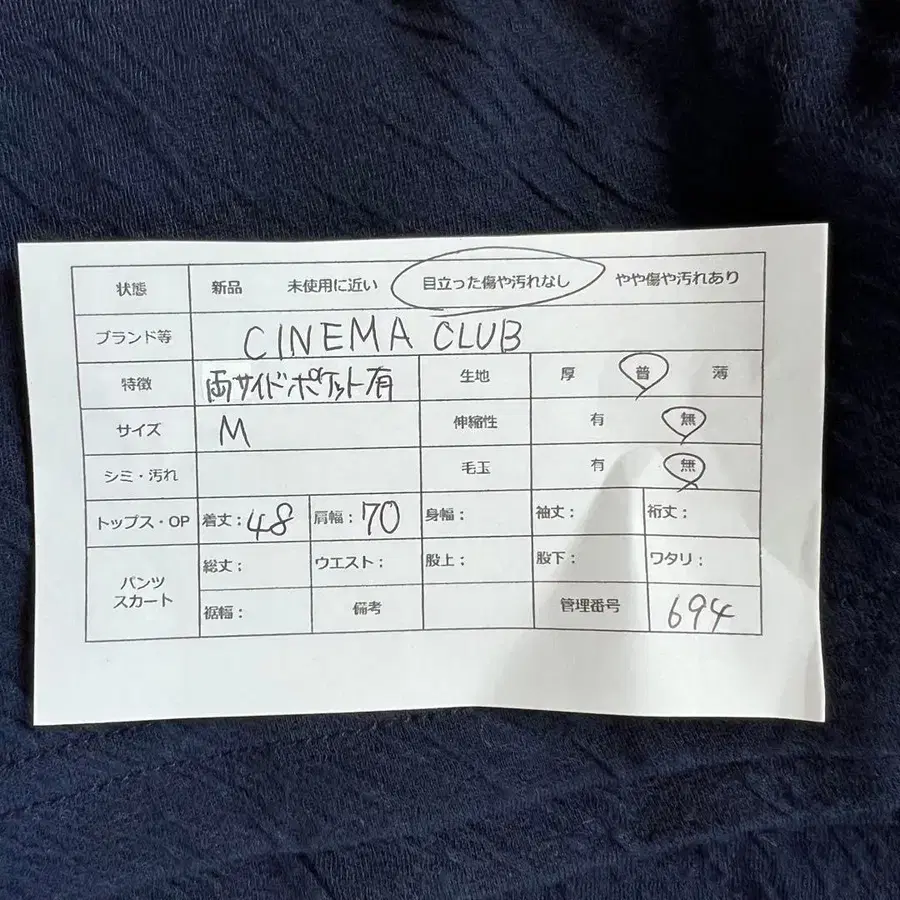 状態 新品 未使用に近い 目立った傷や汚れなし やや傷や汚れあり
ブランド等 CINEMA CLUB
特徴 両サイドポケット有 生地 厚 普 薄
サイズ M 伸縮性 有 無
シミ・汚れ 毛玉 有 無
トップス・OP 着丈：48 肩幅：70 身幅： 袖丈： 裄丈：
パンツ スカート 総丈： ウエスト： 股上： 股下： ワタリ：
裾幅： 備考 管理番号 694